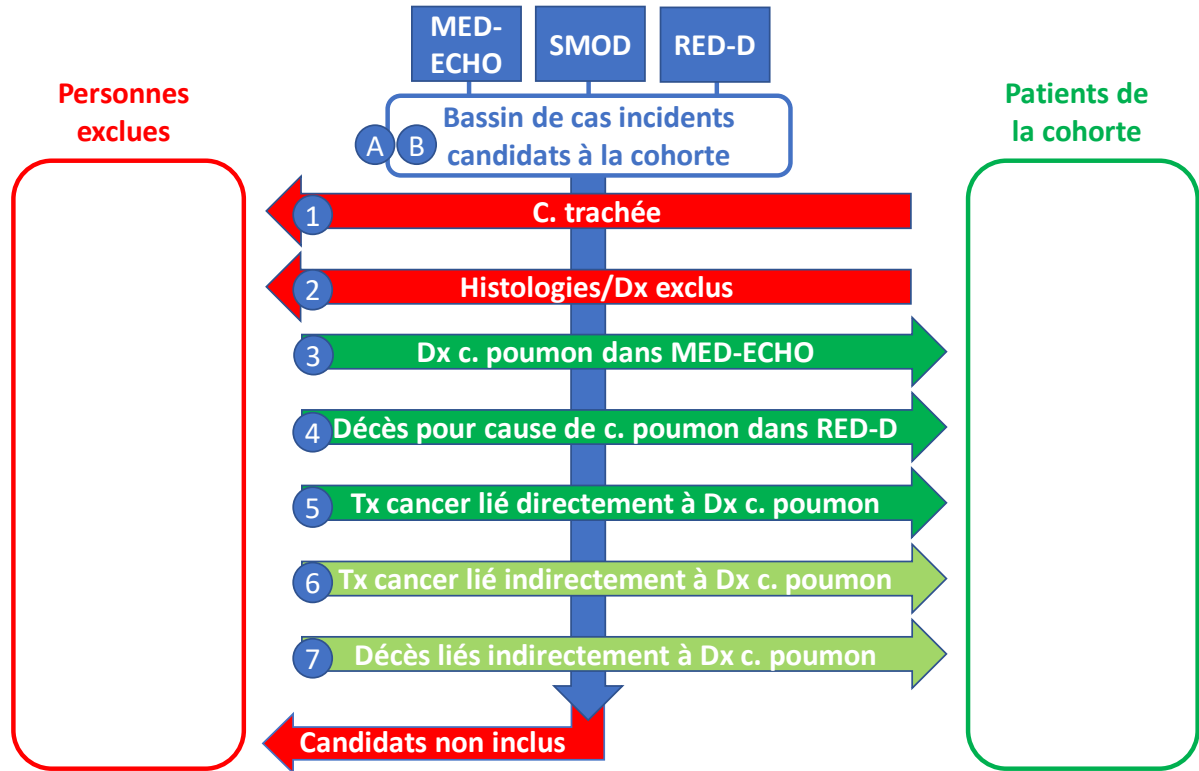 MED-
ECHO
SMOD
RED-D
Personnes
exclues
Patients de
la cohorte
Bassin de cas incidents
candidats à la cohorte
A
B
1
C. trachée
2
Histologies/Dx exclus
3
Dx c. poumon dans MED-ECHO
4
Décès pour cause de c. poumon dans RED-D
5
Tx cancer lié directement à Dx c. poumon
6
Tx cancer lié indirectement à Dx c. poumon
7
Décès liés indirectement à Dx c. poumon
Candidats non inclus